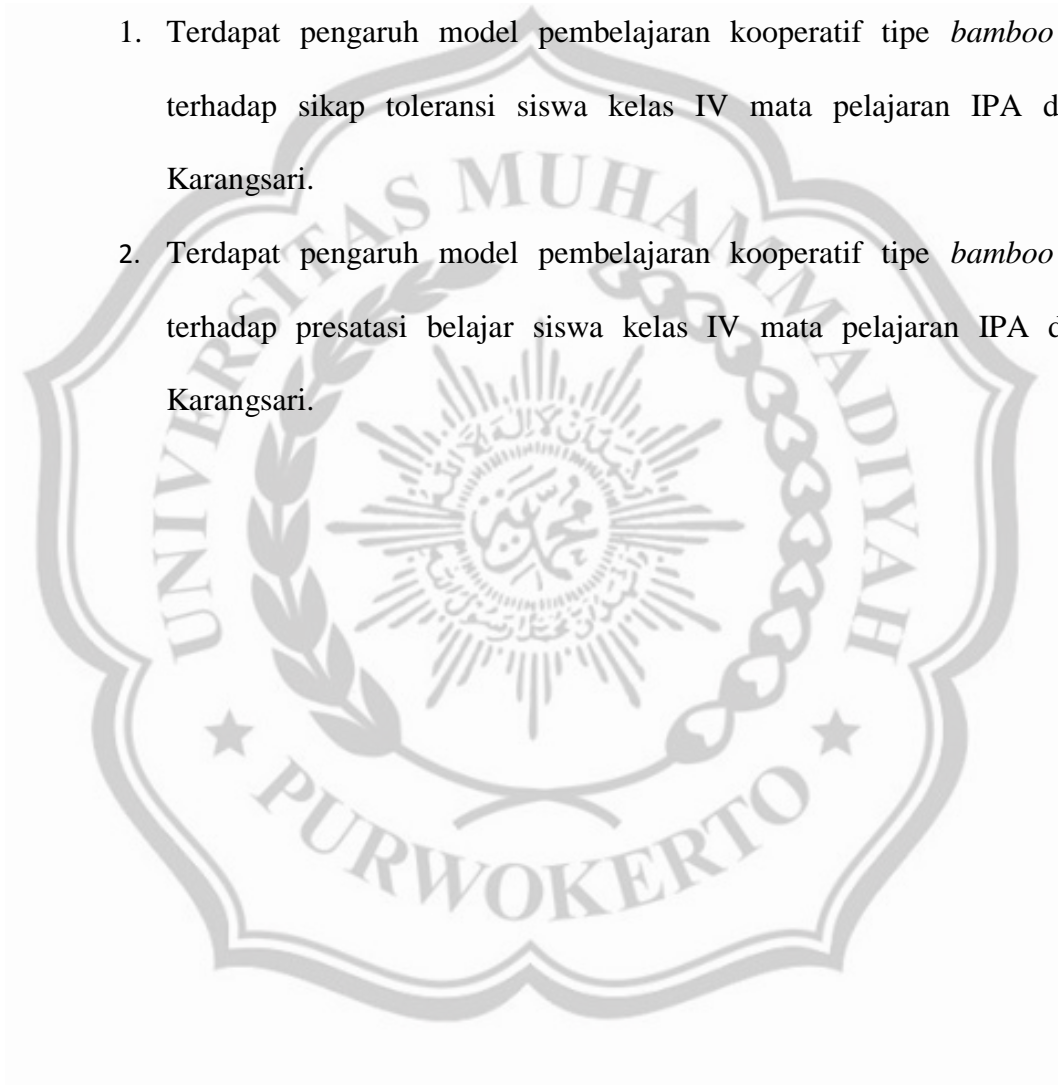 1. Terdapat pengaruh model pembelajaran kooperatif tipe bamboo
terhadap sikap toleransi siswa kelas IV mata pelajaran IPA d
Karangsari.
2. Terdapat pengaruh model pembelajaran kooperatif tipe bamboo
terhadap presatasi belajar siswa kelas IV mata pelajaran IPA d
Karangsari.
UNIVERSITAS MUHAMMADIYAH
PURWOKERTO
محمد